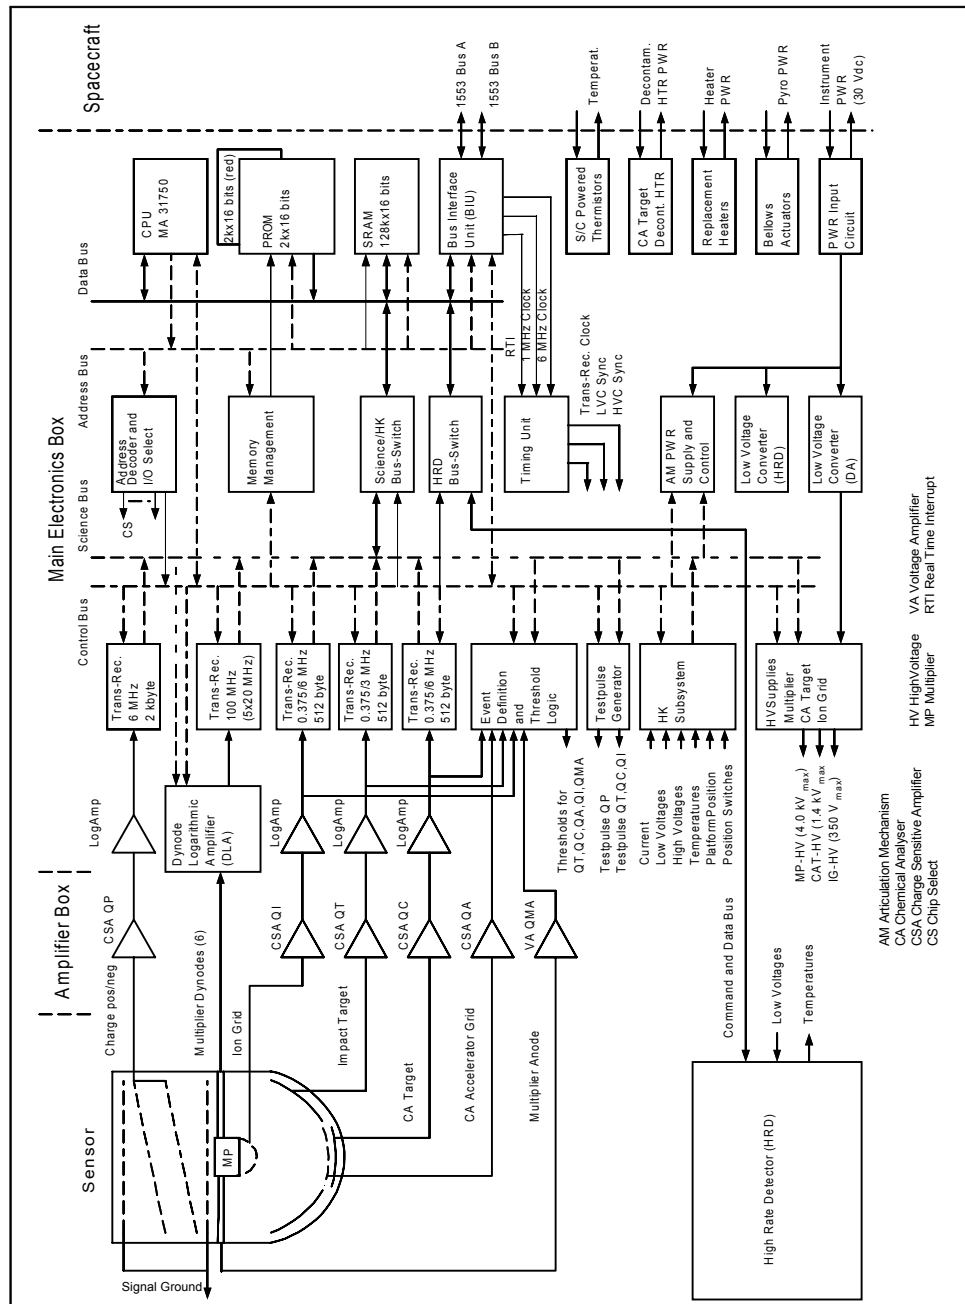 Spacecraft
1553 Bus A
1553 Bus B
Temperat.
Decontam.
HTR PWR
Heater
PWR
Pyro PWR
Instrument
PWR
(30 Vdc)
CPU
MA 31750
2kx16 bits (red)
PROM
2kx16 bits
SRAM
128kx16 bits
Bus Interface
Unit (BIU)
S/C Powered
Thermistors
CA Target
Decont. HTR
Replacement
Heaters
Bellows
Actuators
PWR Input
Circuit
Data Bus
RTI
1 MHz Clock
6 MHz Clock
Address Bus
Trans-Rec. Clock
LVC Sync
HVC Sync
Main Electronics Box
Address
Decoder and
I/O Select
CS
Memory
Management
Science/HK
Bus-Switch
HRD
Bus-Switch
Timing Unit
AM PWR
Supply and
Control
Low Voltage
Converter
(HRD)
Low Voltage
Converter
(DA)
Science Bus
Control Bus
Trans-Rec.
6 MHz
2 kbyte
Trans-Rec.
100 MHz
(5x20 MHz)
Trans-Rec.
0.375/6 MHz
512 byte
Trans-Rec.
0.375/3 MHz
512 byte
Trans-Rec.
0.375/6 MHz
512 byte
Event
Definition
and
Threshold
Logic
Testpulse
Generator
HK
Subsystem
HVSupplies
Multiplier
CA Target
Ion Grid
LogAmp
Dynode
Logarithmic
Amplifier
(DLA)
LogAmp
LogAmp
LogAmp
Thresholds for
QT,QC,QA,QI,QMA
Testpulse QP
Testpulse QT,QC,QI
Current
Low Voltages
High Voltages
Temperatures
PlatformPosition
Position Switches
MP-HV (4.0 kVmax)
CAT-HV (1.4 kVmax
IG-HV (350 Vmax)
Amplifier Box
CSA QP
CSA QI
CSA QT
CSA QC
CSA QA
VA QMA
Charge pos/neg
Multiplier Dynodes (6)
Ion Grid
Impact Target
CA Target
CA Accelerator Grid
Multiplier Anode
Command and Data Bus
Low Voltages
Temperatures
Sensor
MP
Signal Ground
High Rate Detector (HRD)
AM Articulation Mechanism
CA Chemical Analyser
CSA Charge Sensitive Amplifier
CS Chip Select
HV HighVoltage
MP Multiplier
VA Voltage Amplifier
RTI Real Time Interrupt